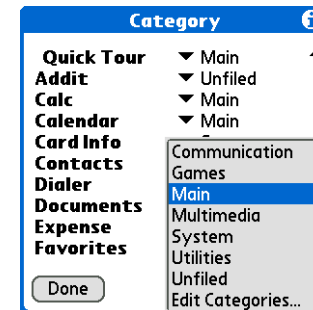 Category
Quick Tour Main
Addit Unfiled
Calc Main
Calendar Main
Card Info
Contacts
Dialer
Documents
Expense
Favorites
Communication
Games
Main
Multimedia
System
Utilities
Unfiled
Edit Categories...
Done